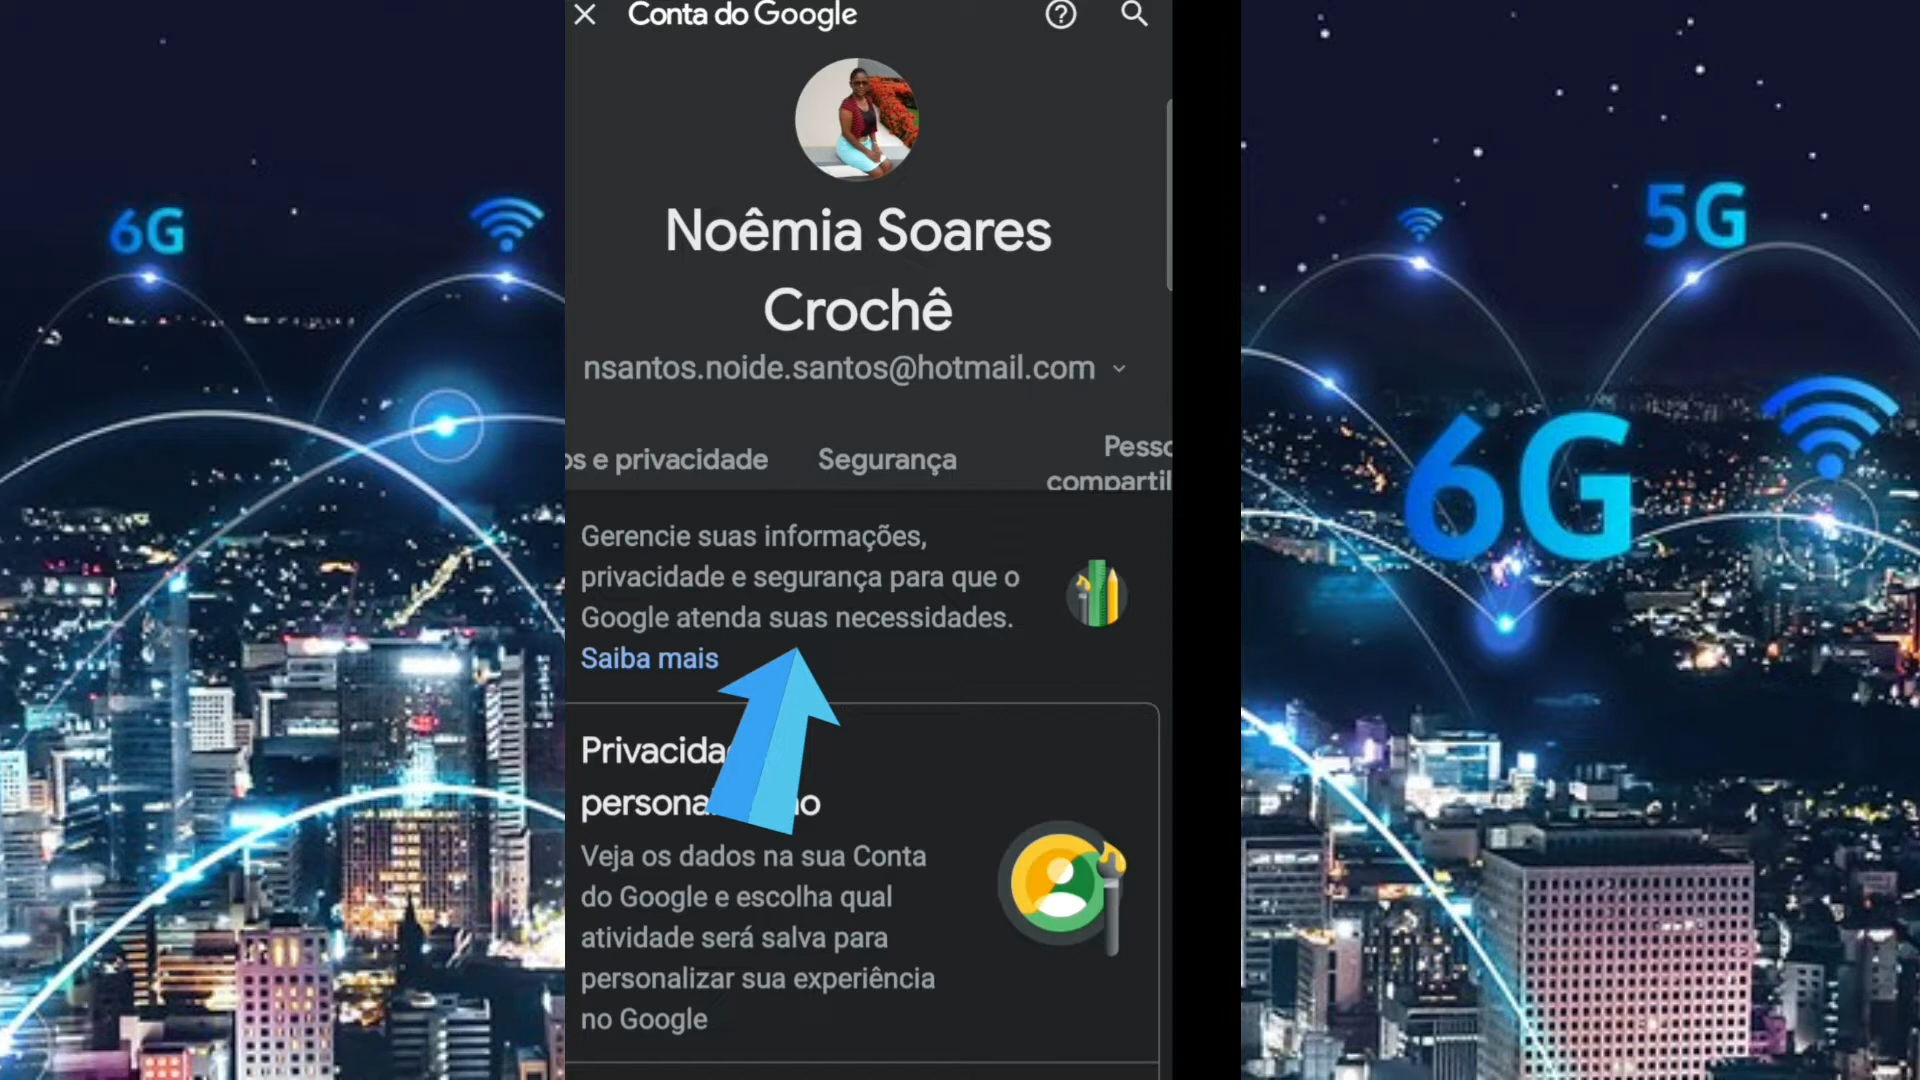 Conta do Google
Noêmia Soares
Crochê
nsantos.noide.santos@hotmail.com
e privacidade
Segurança
Gerencie suas informações,
privacidade e segurança para que o
Google atenda suas necessidades.
Saiba mais
Veja os dados na sua Conta
do Google e escolha qual
atividade será salva para
personalizar sua experiência
no Google
6G
5G
6G